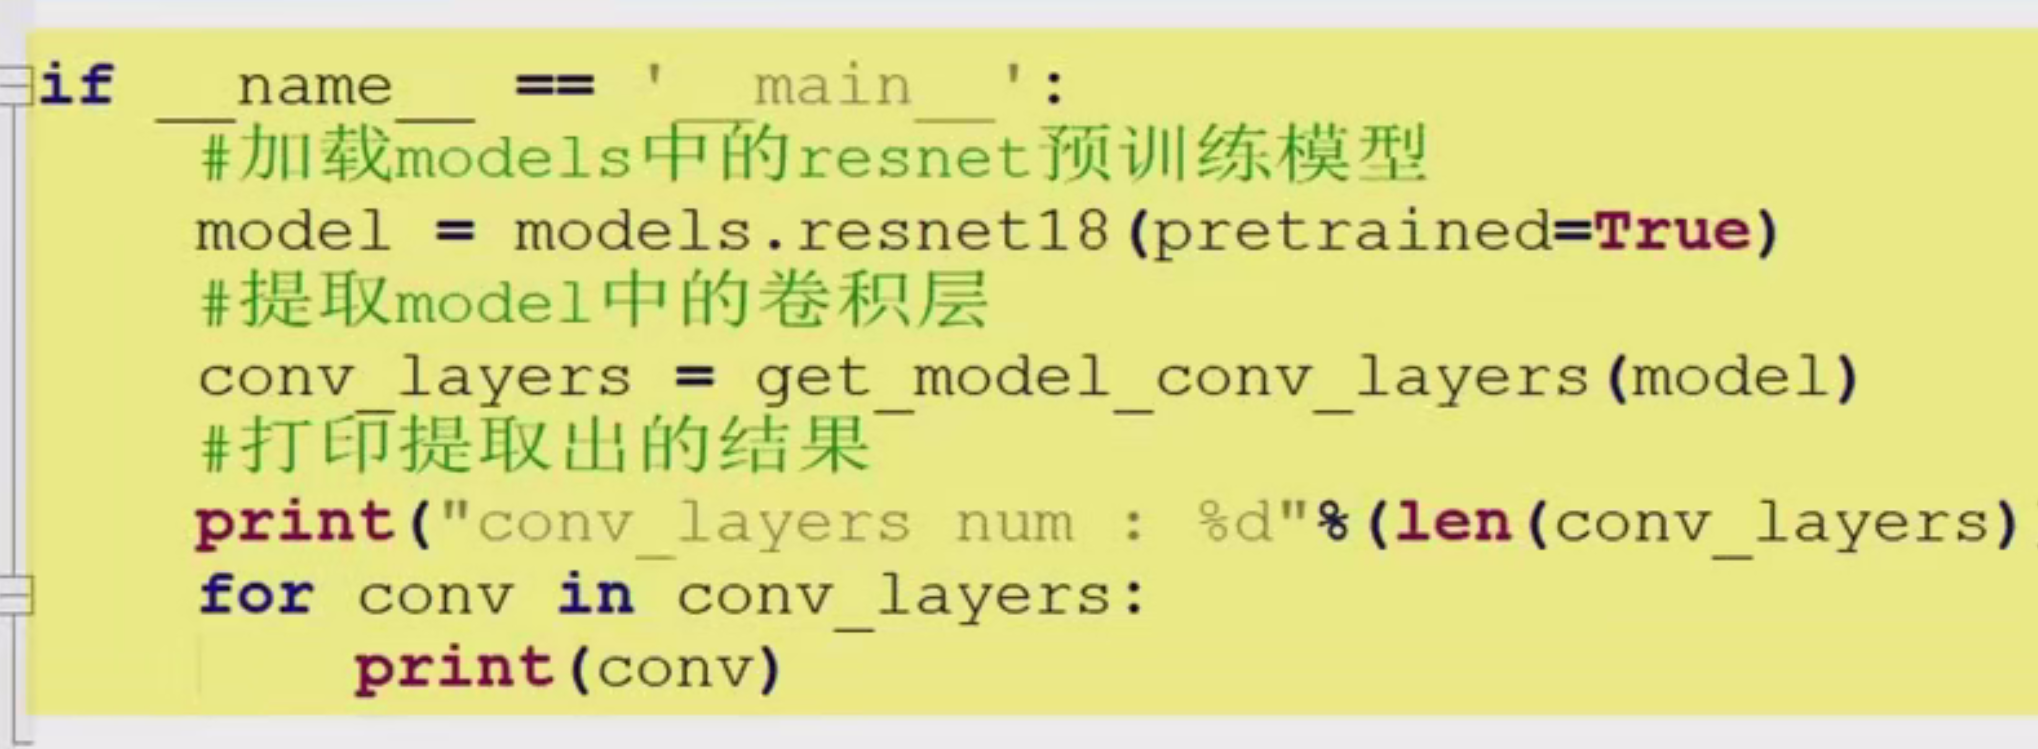 if __name__ == '__main__':
#加载models中的resnet预训练模型
model = models.resnet18(pretrained=True)
#提取model中的卷积层
conv_layers = get_model_conv_layers(model)
#打印提取出的结果
print("conv_layers num : %d"%(len(conv_layers)
for conv in conv_layers:
print(conv)